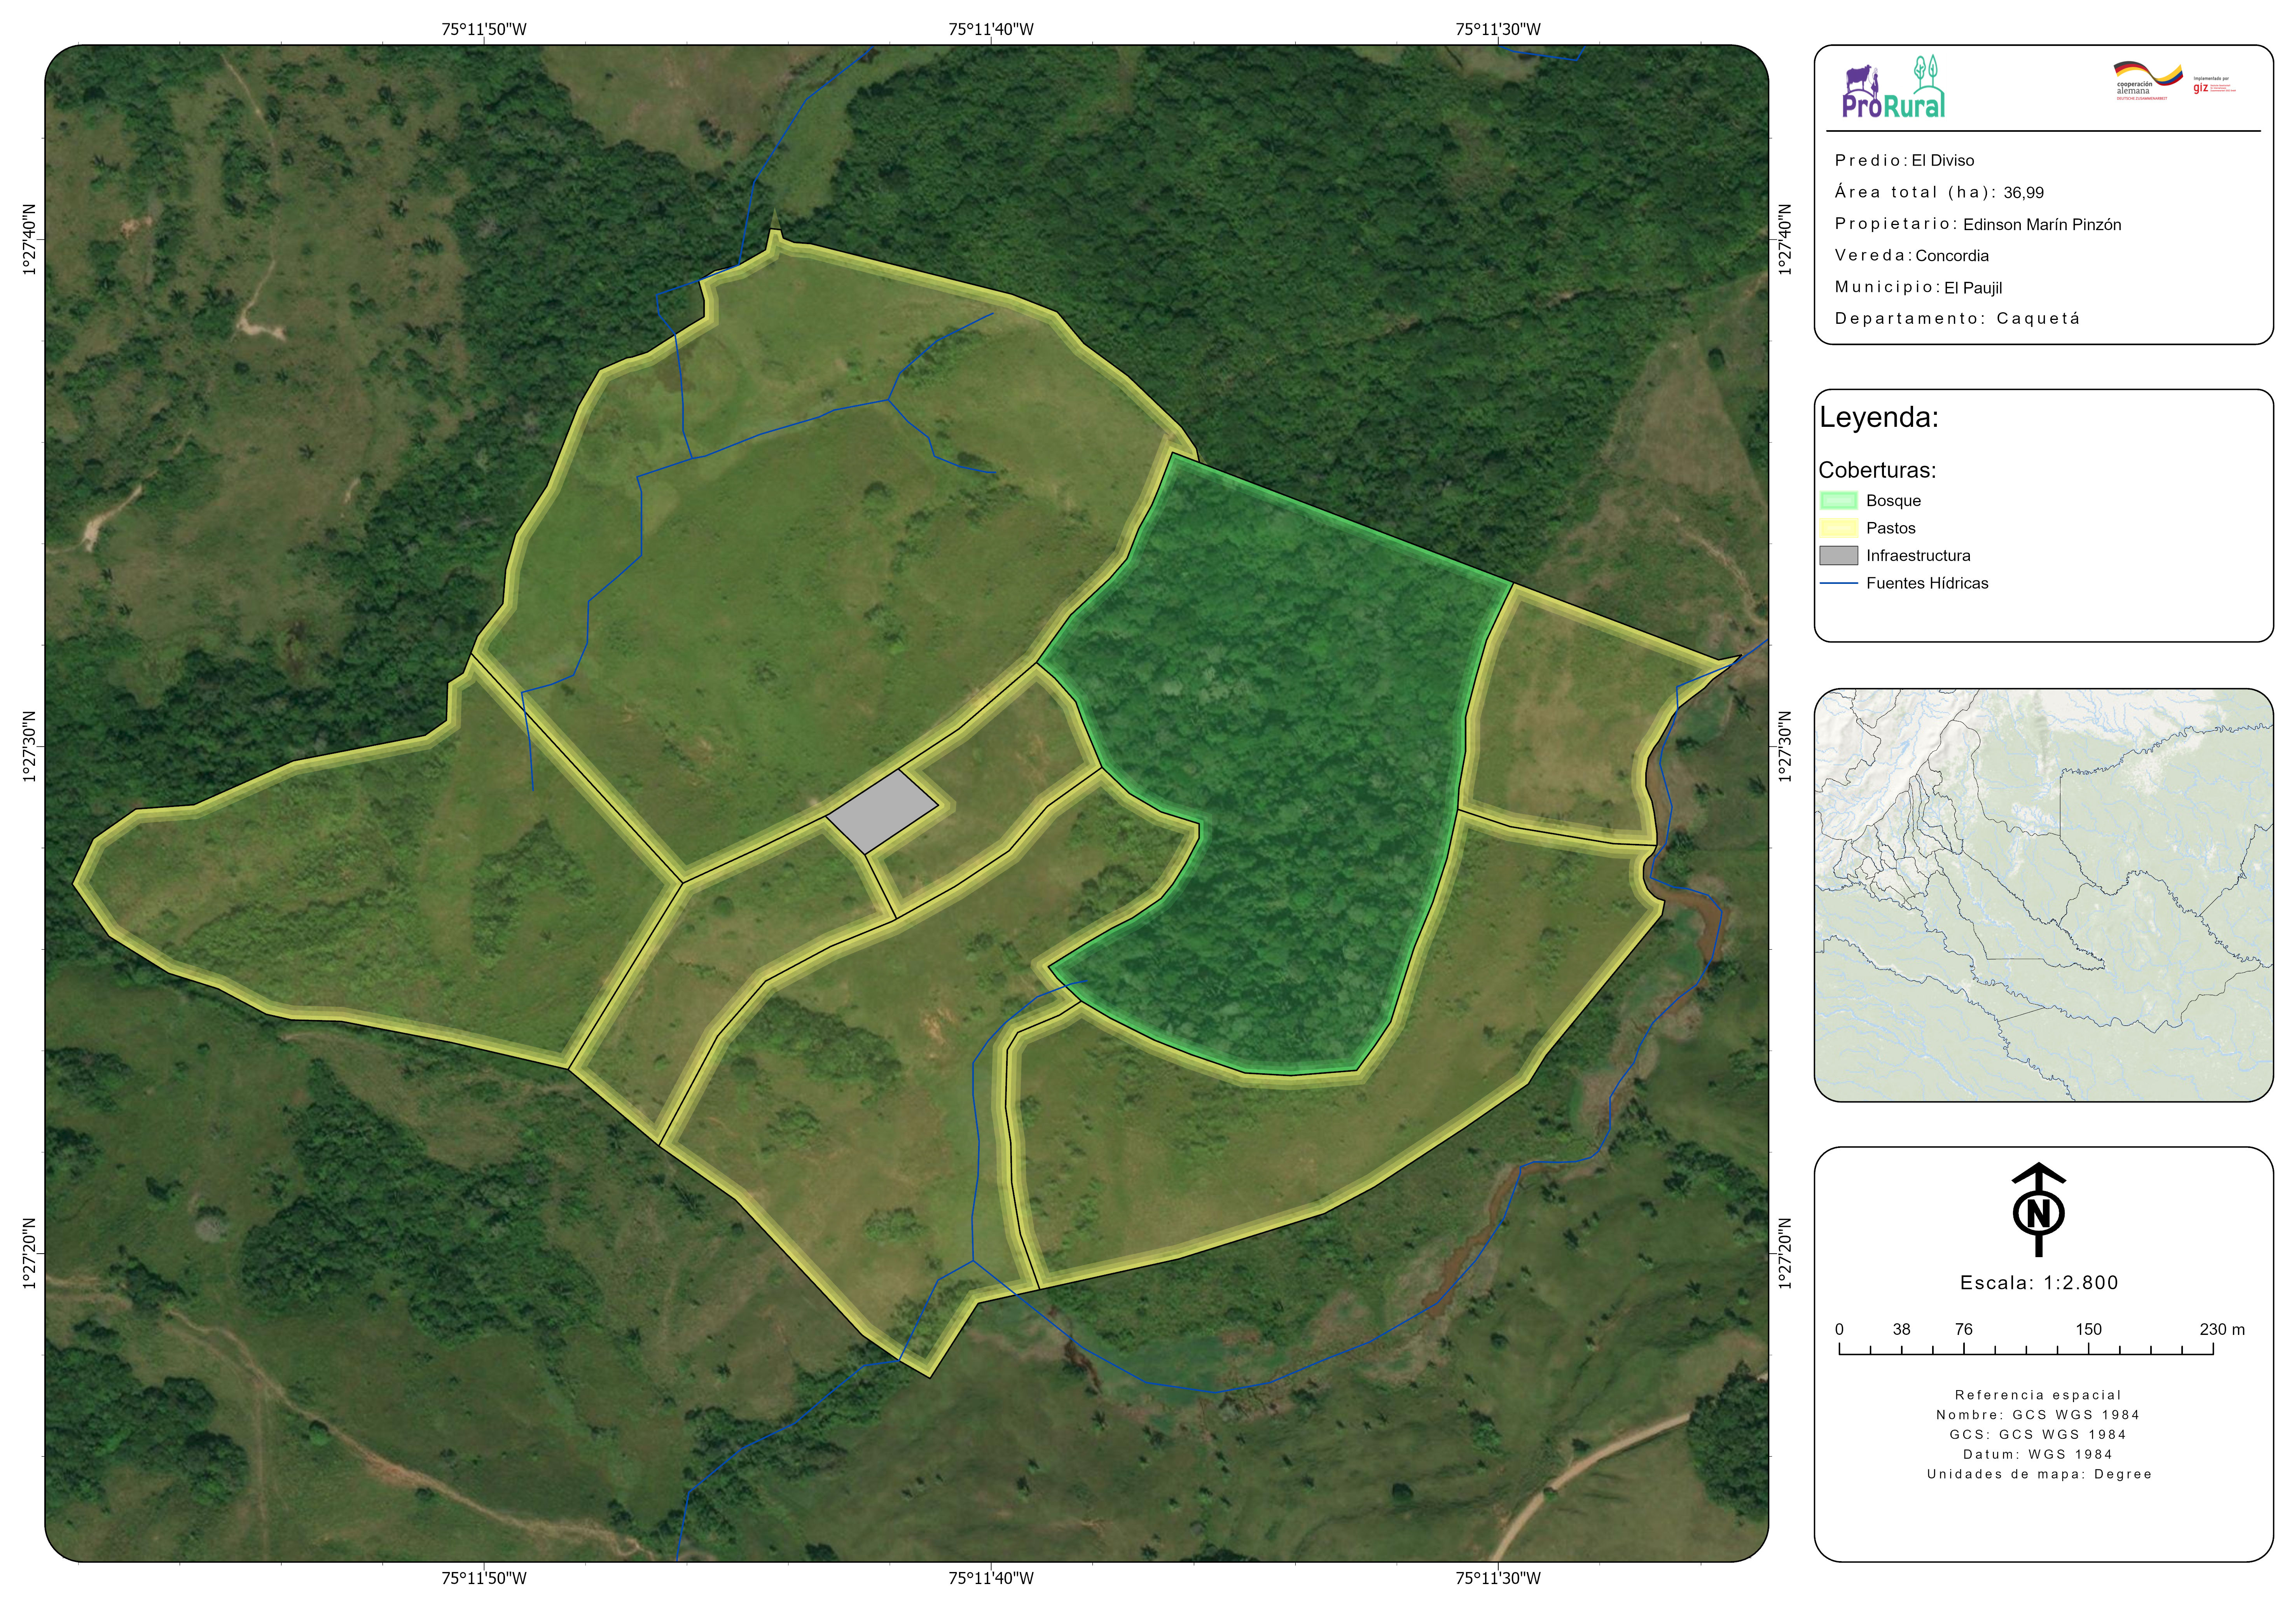 75°11'50"W 75°11'40"W 75°11'30"W
1°27'40"N 1°27'40"N
1°27'30"N 1°27'30"N
1°27'20"N 1°27'20"N
75°11'50"W 75°11'40"W 75°11'30"W
ProRural
cooperación
alemana
DEUTSCHE ZUSAMMENARBEIT
Implementada por
giz
Predio: El Diviso
Área total (ha): 36,99
Propietario: Edinson Marín Pinzón
Vereda: Concordia
Municipio: El Paujil
Departamento: Caquetá
Leyenda:
Coberturas:
Bosque
Pastos
Infraestructura
Fuentes Hídricas
N
Escala: 1:2.800
0 38 76 150 230 m
Referencia espacial
Nombre: GCS WGS 1984
GCS: GCS WGS 1984
Datum: WGS 1984
Unidades de mapa: Degree